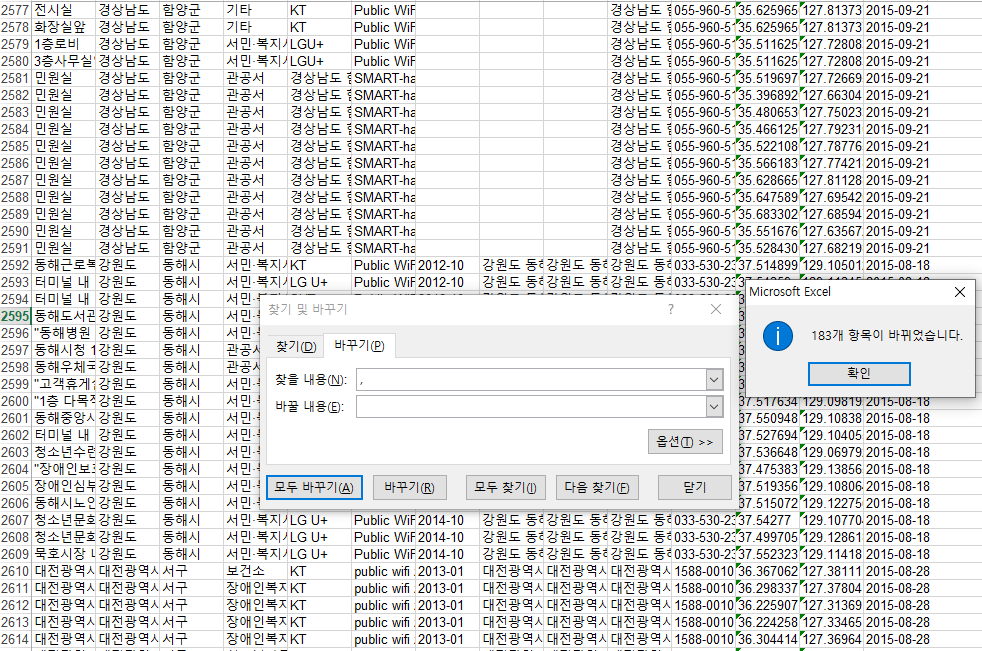 2577 전시실 경상남도 함양군 기타 KT Public WiF 경상남도 함 055-960-51 35.625965 127.81373 2015-09-21
2578 화장실앞 경상남도 함양군 기타 KT Public WiF 경상남도 함 055-960-51 35.625965 127.81373 2015-09-21
2579 1층로비 경상남도 함양군 서민·복지시 LGU+ Public WiF 경상남도 함 055-960-51 35.511625 127.72808 2015-09-21
2580 3층사무실 경상남도 함양군 서민·복지시 LGU+ Public WiF 경상남도 함 055-960-51 35.511625 127.72808 2015-09-21
2581 민원실 경상남도 함양군 관공서 경상남도 함 SMART-ha 경상남도 함 055-960-51 35.519697 127.72669 2015-09-21
2582 민원실 경상남도 함양군 관공서 경상남도 함 SMART-ha 경상남도 함 055-960-51 35.396892 127.66304 2015-09-21
2583 민원실 경상남도 함양군 관공서 경상남도 함 SMART-ha 경상남도 함 055-960-51 35.480653 127.75023 2015-09-21
2584 민원실 경상남도 함양군 관공서 경상남도 함 SMART-ha 경상남도 함 055-960-51 35.466125 127.79231 2015-09-21
2585 민원실 경상남도 함양군 관공서 경상남도 함 SMART-ha 경상남도 함 055-960-51 35.522108 127.78776 2015-09-21
2586 민원실 경상남도 함양군 관공서 경상남도 함 SMART-ha 경상남도 함 055-960-51 35.566183 127.77421 2015-09-21
2587 민원실 경상남도 함양군 관공서 경상남도 함 SMART-ha 경상남도 함 055-960-51 35.628665 127.81128 2015-09-21
2588 민원실 경상남도 함양군 관공서 경상남도 함 SMART-ha 경상남도 함 055-960-51 35.647589 127.69542 2015-09-21
2589 민원실 경상남도 함양군 관공서 경상남도 함 SMART-ha 경상남도 함 055-960-51 35.683302 127.68594 2015-09-21
2590 민원실 경상남도 함양군 관공서 경상남도 함 SMART-ha 경상남도 함 055-960-51 35.551676 127.63567 2015-09-21
2591 민원실 경상남도 함양군 관공서 경상남도 함 SMART-ha 경상남도 함 055-960-51 35.528430 127.68219 2015-09-21
2592 동해근로복 강원도 동해시 서민·복지시 KT Public WiF 2012-10 강원도 동해 강원도 동해 강원도 동해 033-530-23 37.514899 129.10501 2015-08-18
2593 터미널 내 강원도 동해시 서민·복지시 LG U+ Public WiF 2012-10 강원도 동해 강원도 동해 강원도 동해 033-530-23
2594 터미널 내 강원도 동해시
2595 동해도서관 강원도 동해시 서민
2596 "동해병원 강원도 동해시 서민
2597 동해시청 1 강원도 동해시 관공서
2598 동해우체국 강원도 동해시 관공서
2599 "고객휴게실 강원도 동해시 서민
2600 "1층 다목적 강원도 동해시 서민 37.517634 129.09819 2015-08-18
2601 동해중앙시 강원도 동해시 서민 37.550948 129.10838 2015-08-18
2602 터미널 내 강원도 동해시 서민 37.527694 129.10405 2015-08-18
2603 청소년수련 강원도 동해시 서민 37.536648 129.06979 2015-08-18
2604 "장애인보호 강원도 동해시 서민 37.475383 129.13856 2015-08-18
2605 장애인심부 강원도 동해시 서민 37.519356 129.10806 2015-08-18
2606 동해시노인 강원도 동해시 서민 37.515072 129.12275 2015-08-18
2607 청소년문화 강원도 동해시 서민·복지시 LG U+ Public WiF 2014-10 강원도 동해 강원도 동해 강원도 동해 033-530-23 37.54277 129.10770 2015-08-18
2608 청소년문화 강원도 동해시 서민·복지시 LG U+ Public WiF 2014-10 강원도 동해 강원도 동해 강원도 동해 033-530-23 37.499705 129.12861 2015-08-18
2609 묵호시장 내 강원도 동해시 서민·복지시 LG U+ Public WiF 2014-10 강원도 동해 강원도 동해 강원도 동해 033-530-23 37.552323 129.11418 2015-08-18
2610 대전광역시 대전광역시 서구 보건소 KT public wifi 2013-01 대전광역시 대전광역시 대전광역시 1588-0010 36.367062 127.38111 2015-08-28
2611 대전광역시 대전광역시 서구 장애인복지 KT public wifi 2013-01 대전광역시 대전광역시 대전광역시 1588-0010 36.298337 127.37804 2015-08-28
2612 대전광역시 대전광역시 서구 장애인복지 KT public wifi 2013-01 대전광역시 대전광역시 대전광역시 1588-0010 36.225907 127.31369 2015-08-28
2613 대전광역시 대전광역시 서구 장애인복지 KT public wifi 2013-01 대전광역시 대전광역시 대전광역시 1588-0010 36.224258 127.33465 2015-08-28
2614 대전광역시 대전광역시 서구 장애인복지 KT public wifi 2013-01 대전광역시 대전광역시 대전광역시 1588-0010 36.304414 127.36964 2015-08-28
찾기 및 바꾸기 ?
찾기(D) 바꾸기(P)
찾을 내용(N): ,
바꿀 내용(E):
옵션(T) >>
모두 바꾸기(A) 바꾸기(R) 모두 찾기(I) 다음 찾기(F) 닫기
Microsoft Excel
183개 항목이 바뀌었습니다.
확인